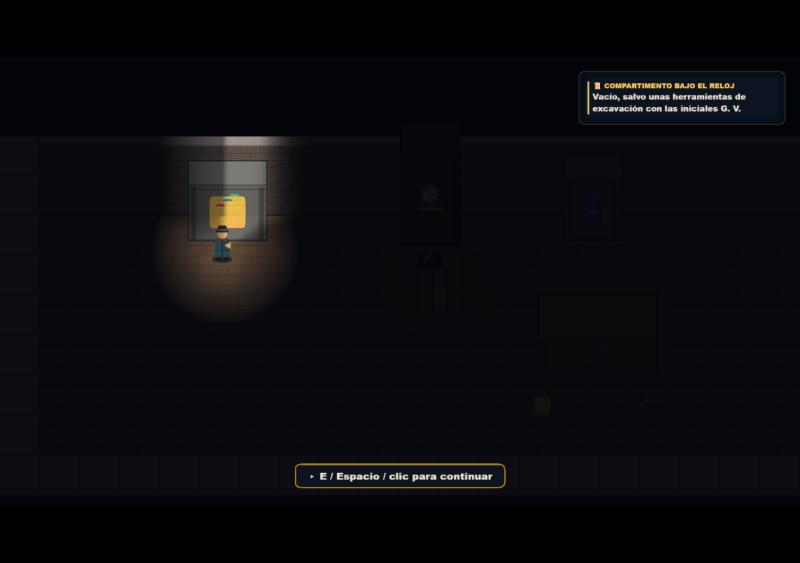 COMPARTIMENTO BAJO EL RELOJ
Vacío, salvo unas herramientas de
excavación con las iniciales G. V.
▸ E / Espacio / clic para continuar